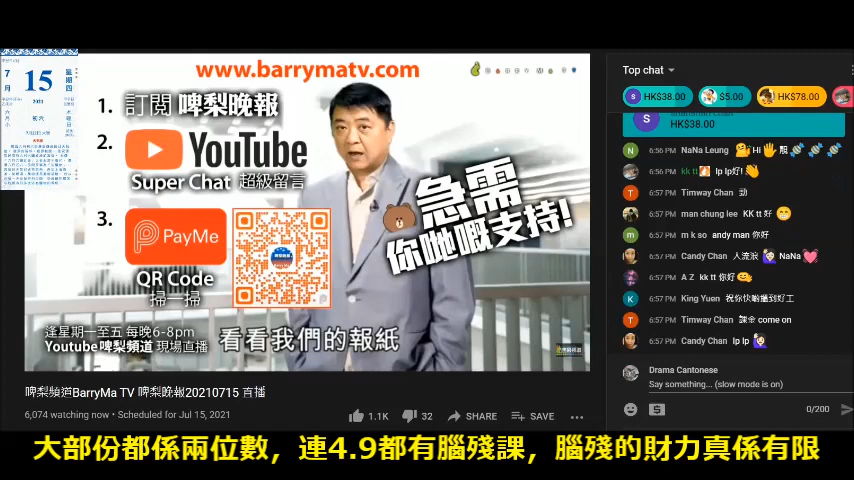 7
月
15
星
期
四
2021
初六
www.barrymatv.com
1. 訂閱 啤梨晚報
2. YouTube
Super Chat 超級留言
3. PayMe
QR Code
掃一掃
急需
你哋嘅支持!
逢星期一至五 每晚6-8pm
Youtube 啤梨頻道 現場直播
看看我們的報紙
啤梨頻道BarryMa TV 啤梨晚報20210715 直播
6,074 watching now • Scheduled for Jul 15, 2021
1.1K
32
SHARE
SAVE
Top chat
S HK$38.00
$5.00
HK$78.00
S
HK$38.00
N 6:56 PM NaNa Leung Hi 靚
6:56 PM kk tt lp lp好!
T 6:57 PM Timway Chan 勁
6:57 PM man chung lee KK tt 好
m 6:57 PM m k so andy man 你好
6:57 PM Candy Chan 人流浪 NaNa
6:57 PM A Z kk tt 你好
K 6:57 PM King Yuen 祝你快啲搵到好工
T 6:57 PM Timway Chan 課金 come on
6:57 PM Candy Chan lp lp
Drama Cantonese
Say something... (slow mode is on)
0/200
大部份都係兩位數，連4.9都有腦殘課，腦殘的財力真係有限